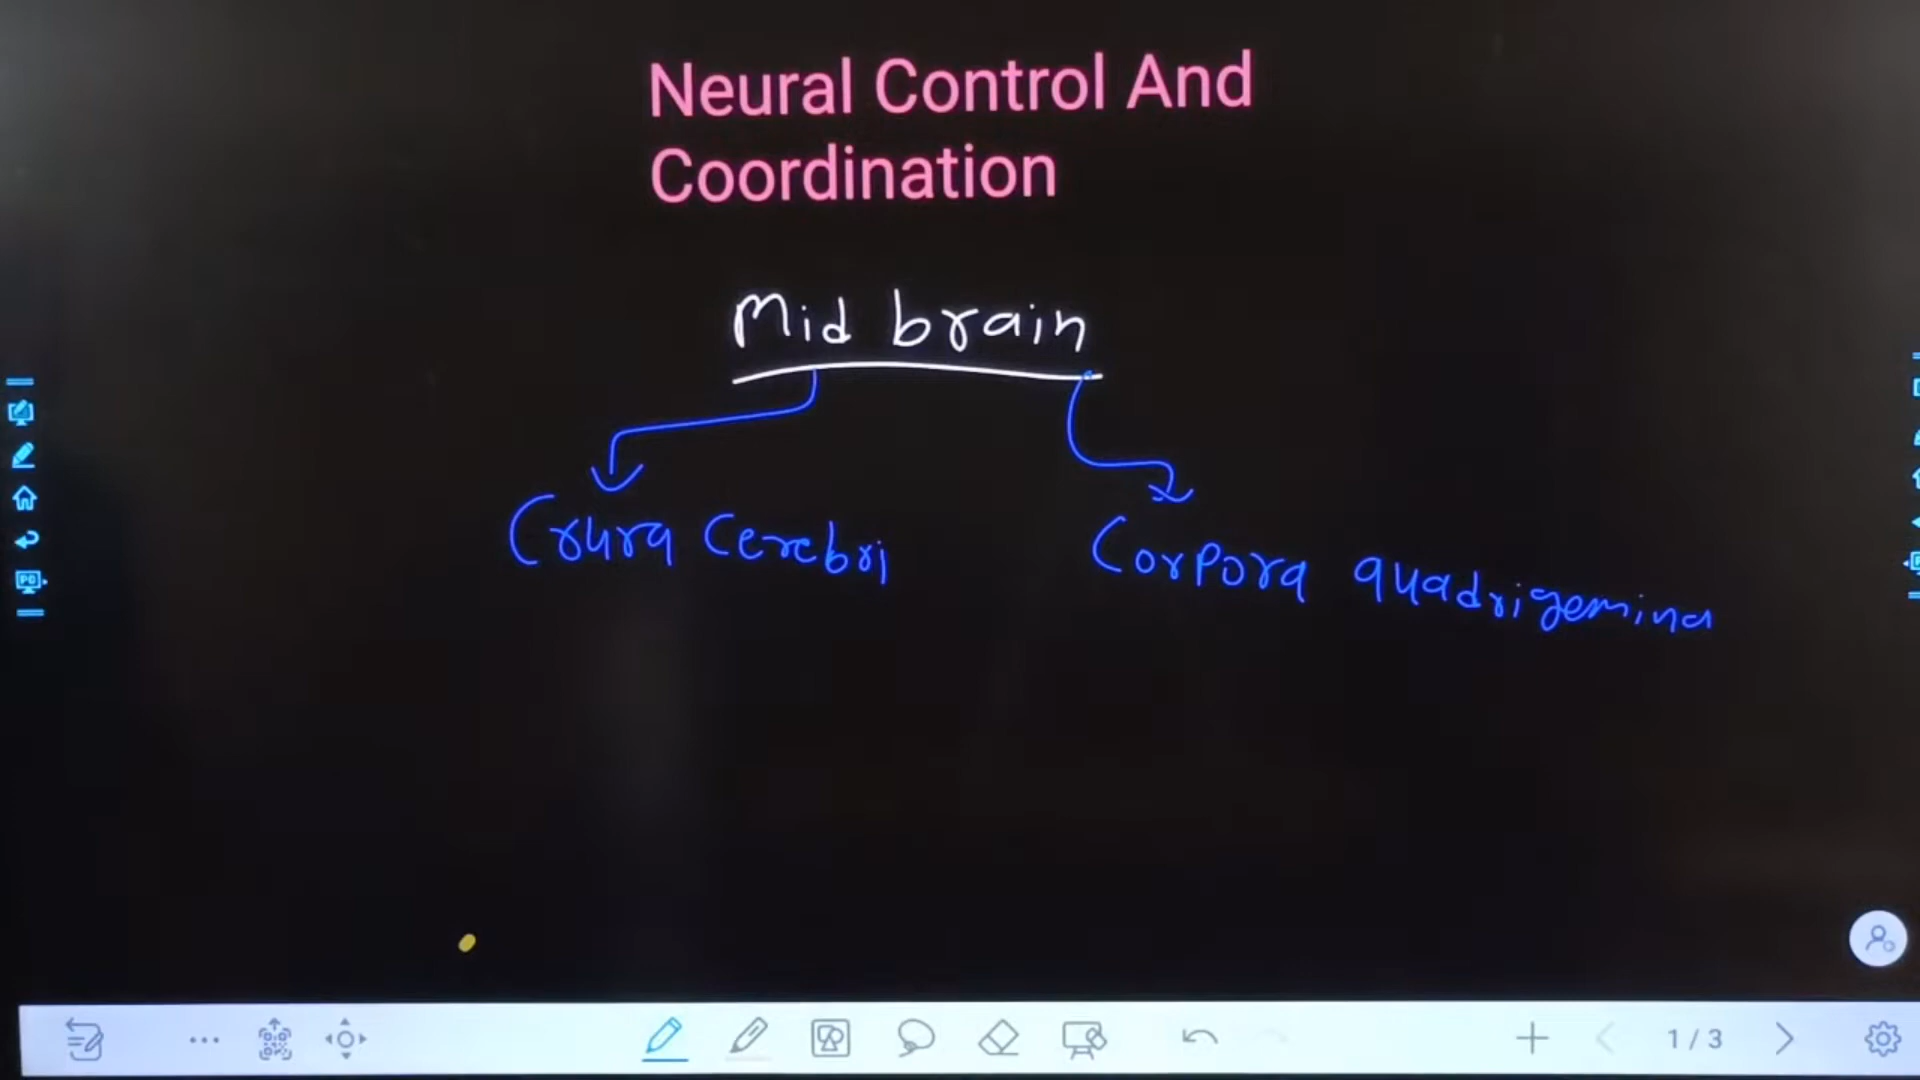 Neural Control And
Coordination
Mid brain
Crura Cerebri
Corpora quadrigemina
1 / 3